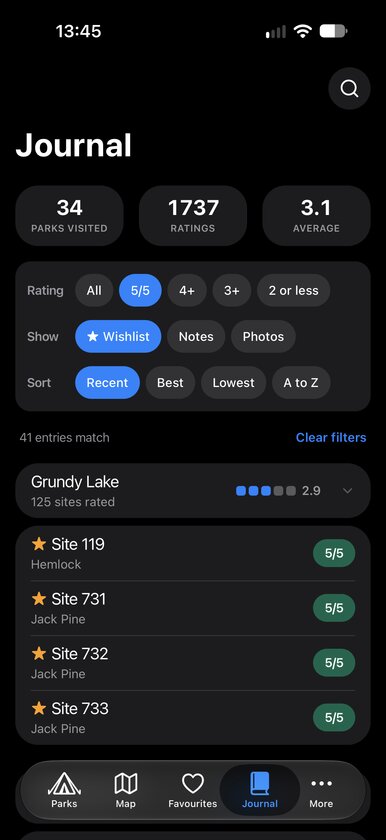 13:45
Journal
34 1737 3.1
PARKS VISITED RATINGS AVERAGE
Rating All 5/5 4+ 3+ 2 or less
Show ★ Wishlist Notes Photos
Sort Recent Best Lowest A to Z
41 entries match Clear filters
Grundy Lake
2.9
125 sites rated
★ Site 119
5/5
Hemlock
★ Site 731
5/5
Jack Pine
★ Site 732
5/5
Jack Pine
★ Site 733
5/5
Jack Pine
Parks Map Favourites Journal More